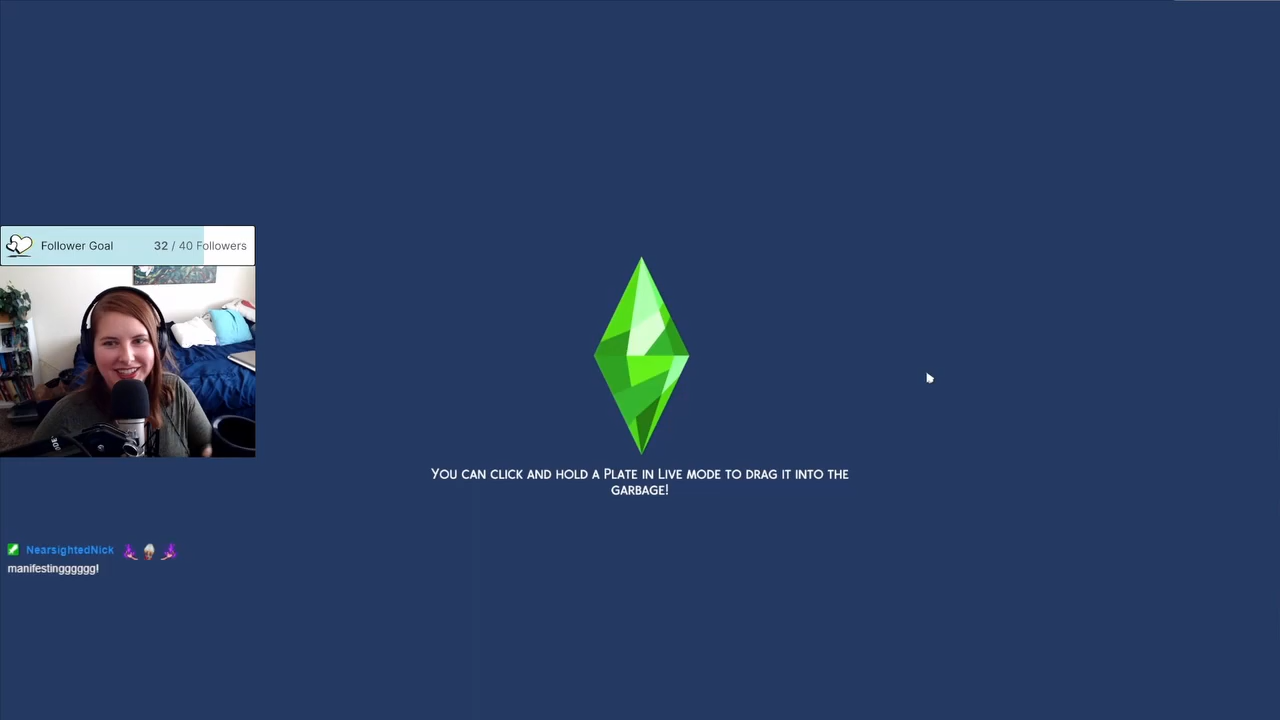 Follower Goal 32 / 40 Followers
YOU CAN CLICK AND HOLD A PLATE IN LIVE MODE TO DRAG IT INTO THE
GARBAGE!
NearsightedNick
manifestingggggg!